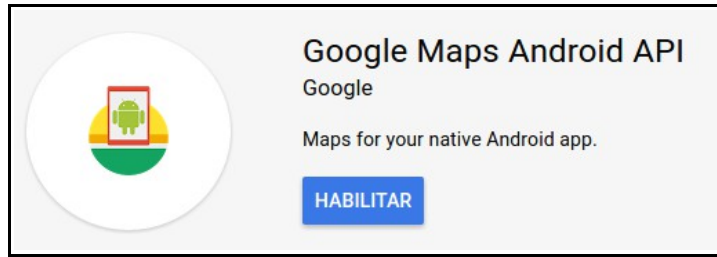 Google Maps Android API
Google
Maps for your native Android app.
HABILITAR